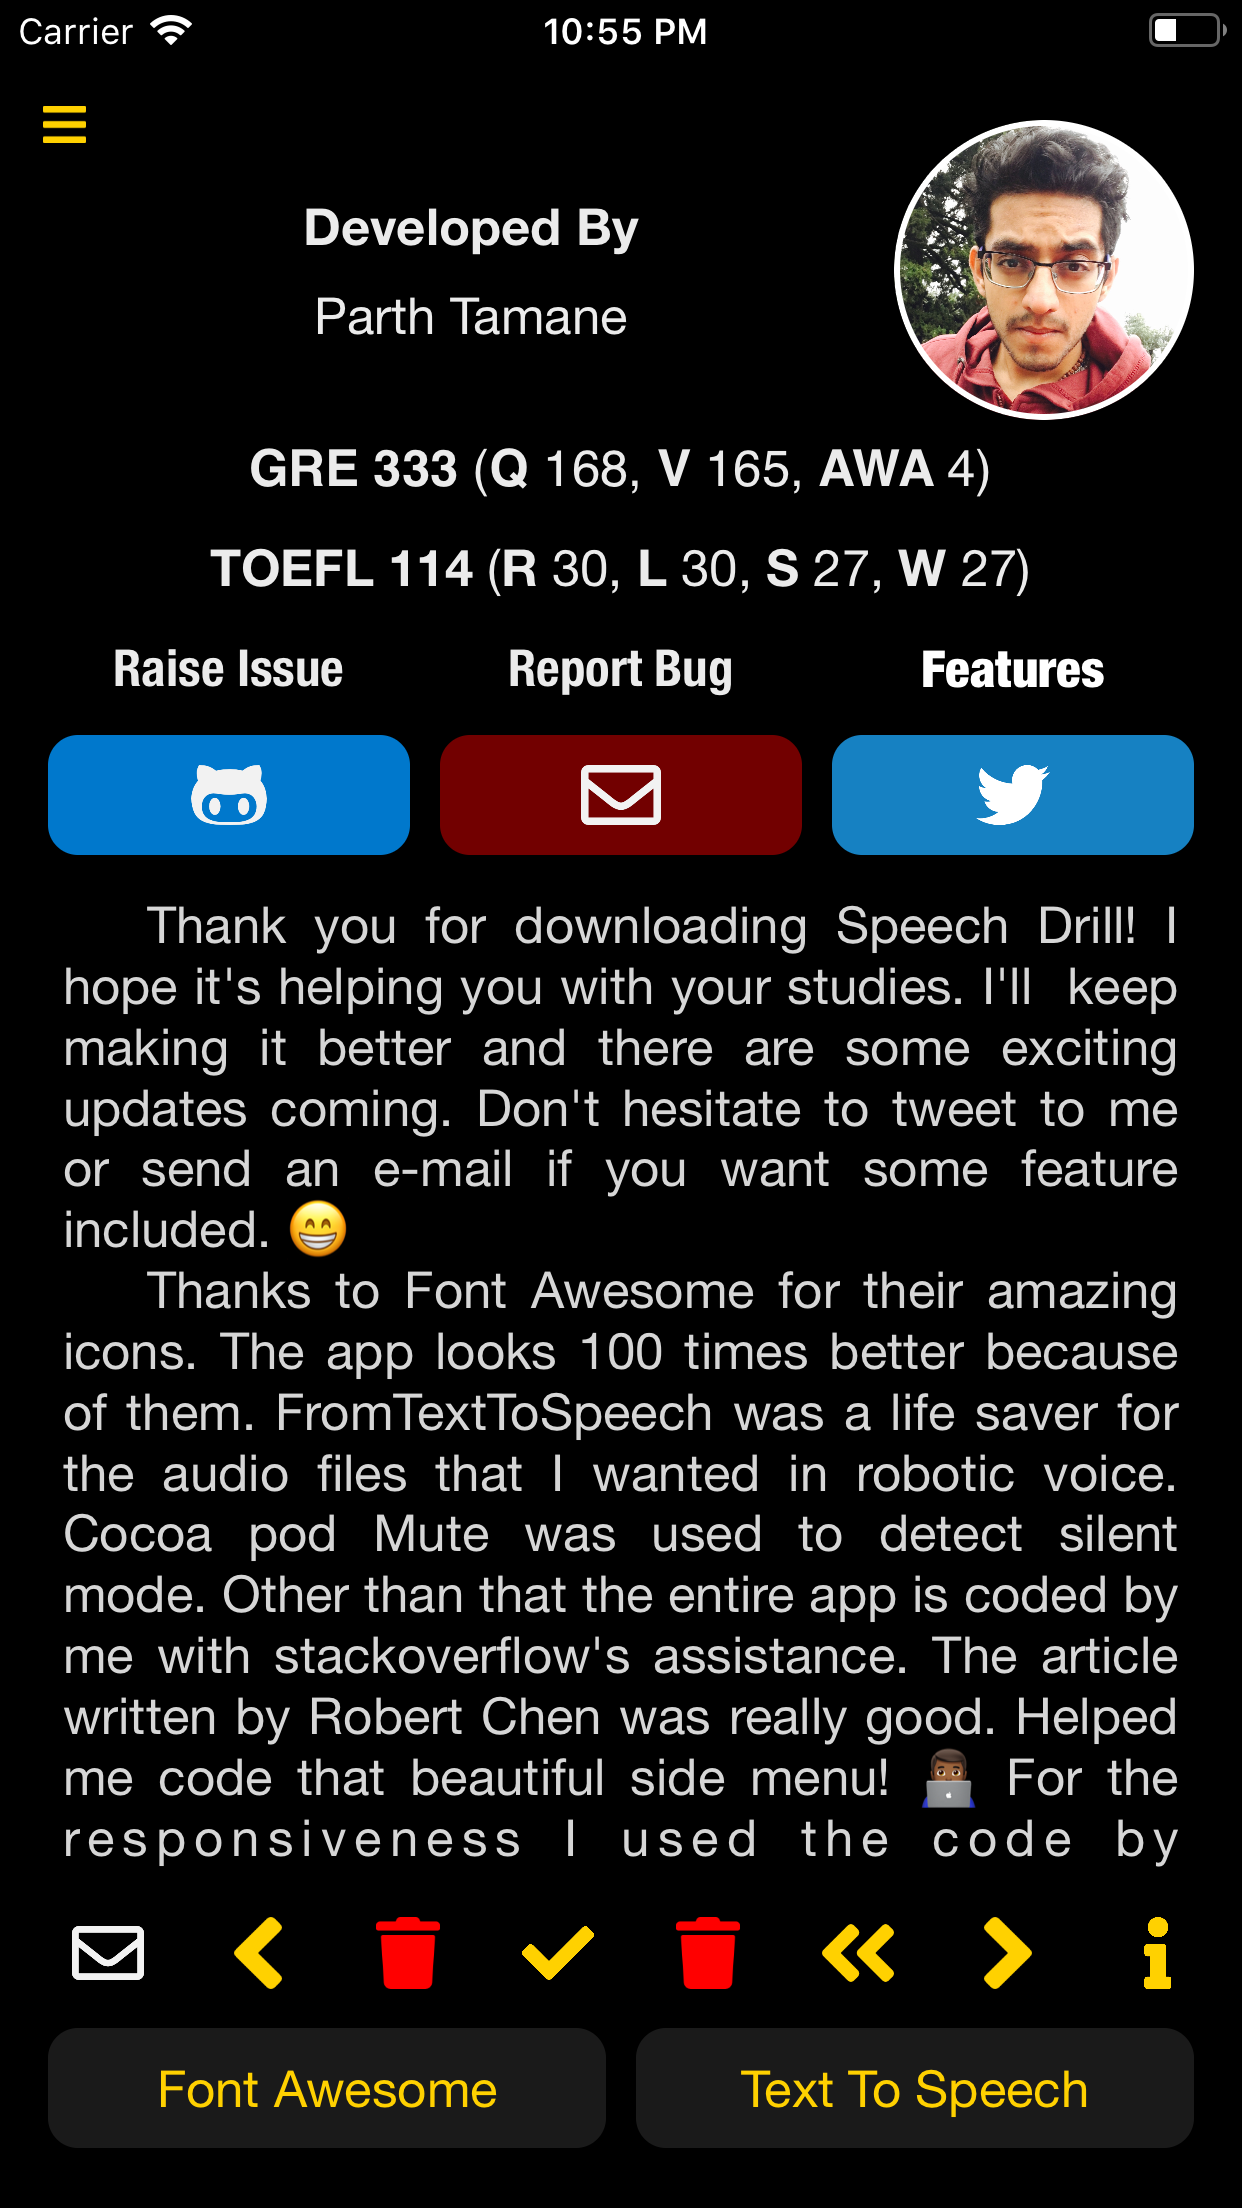 Carrier 10:55 PM
Developed By
Parth Tamane
GRE 333 (Q 168, V 165, AWA 4)
TOEFL 114 (R 30, L 30, S 27, W 27)
Raise Issue Report Bug Features
Thank you for downloading Speech Drill! I
hope it's helping you with your studies. I'll  keep
making it better and there are some exciting
updates coming. Don't hesitate to tweet to me
or send an e-mail if you want some feature
included. 😁
Thanks to Font Awesome for their amazing
icons. The app looks 100 times better because
of them. FromTextToSpeech was a life saver for
the audio files that I wanted in robotic voice.
Cocoa pod Mute was used to detect silent
mode. Other than that the entire app is coded by
me with stackoverflow's assistance. The article
written by Robert Chen was really good. Helped
me code that beautiful side menu! 👨🏾‍💻 For the
responsiveness I used the code by
Font Awesome Text To Speech